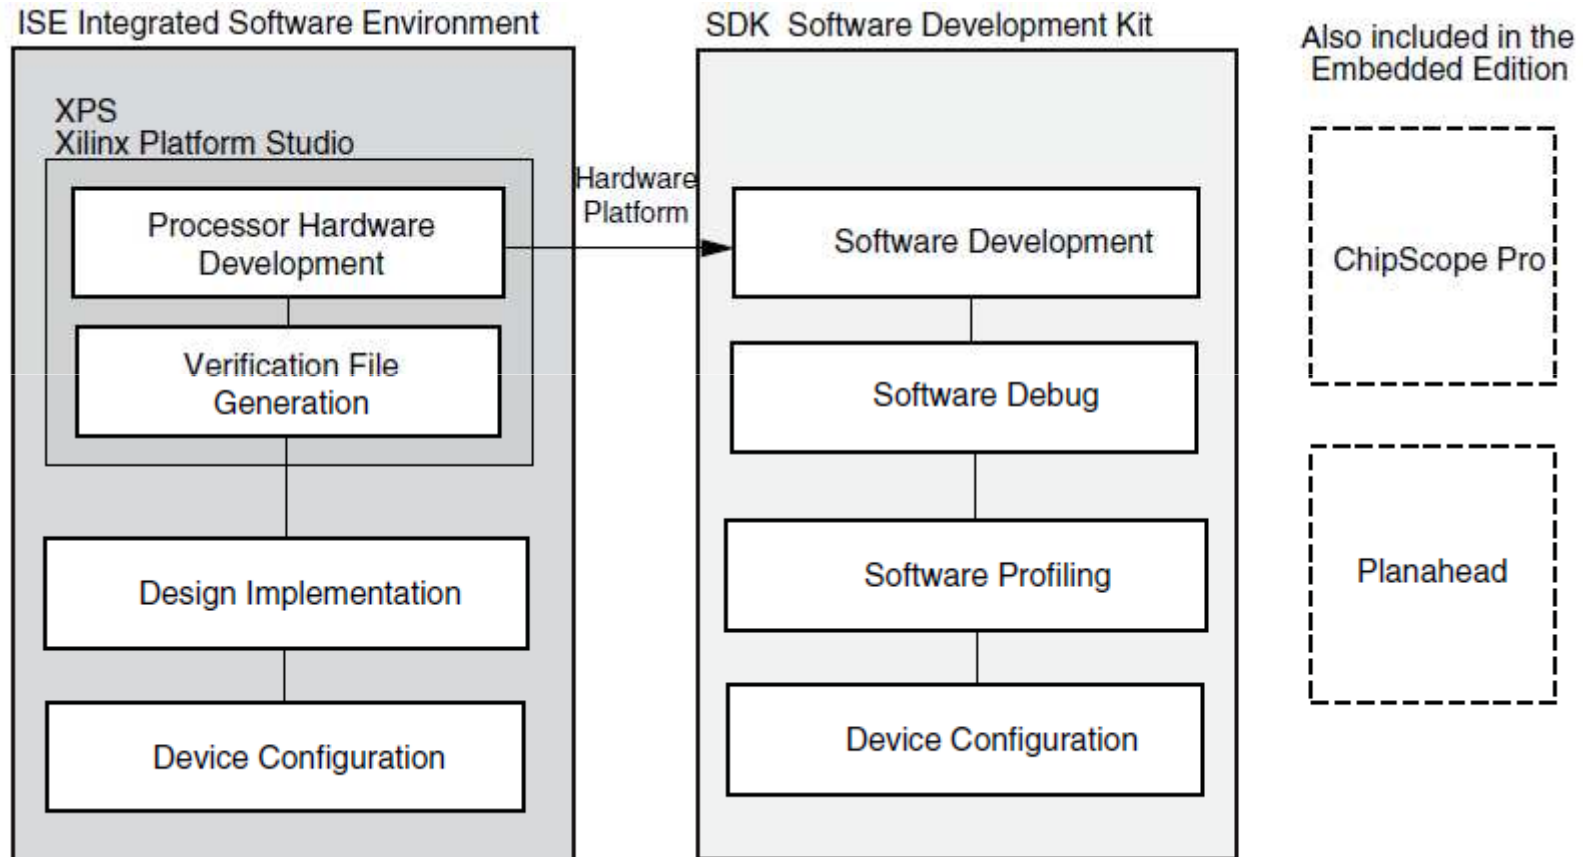 ISE Integrated Software Environment
XPS
Xilinx Platform Studio
Processor Hardware
Development
Verification File
Generation
Design Implementation
Device Configuration
Hardware
Platform
SDK Software Development Kit
Software Development
Software Debug
Software Profiling
Device Configuration
Also included in the
Embedded Edition
ChipScope Pro
Planahead